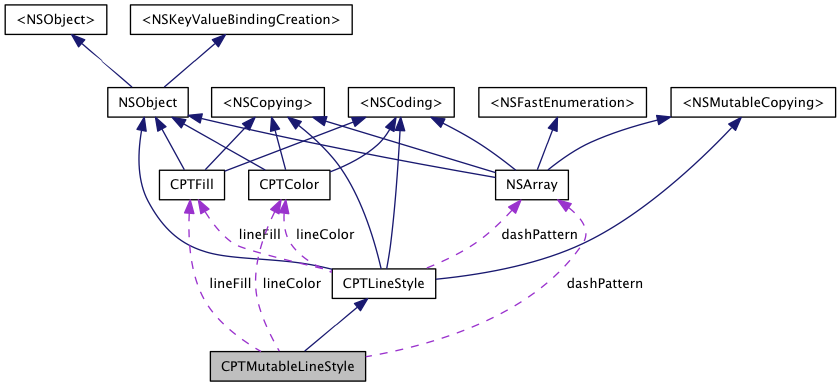 <NSObject>
<NSKeyValueBindingCreation>
NSObject
<NSCopying>
<NSCoding>
<NSFastEnumeration>
<NSMutableCopying>
CPTFill
CPTColor
NSArray
lineFill
lineColor
dashPattern
CPTLineStyle
lineFill
lineColor
dashPattern
CPTMutableLineStyle